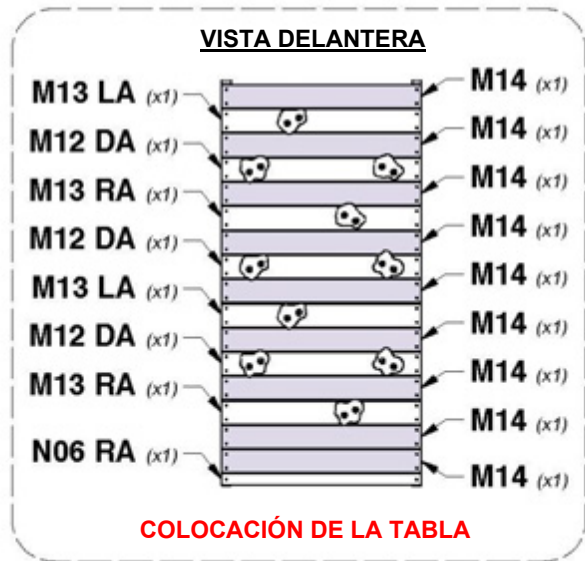 VISTA DELANTERA
M13 LA (x1)
M12 DA (x1)
M13 RA (x1)
M12 DA (x1)
M13 LA (x1)
M12 DA (x1)
M13 RA (x1)
N06 RA (x1)
M14 (x1)
M14 (x1)
M14 (x1)
M14 (x1)
M14 (x1)
M14 (x1)
M14 (x1)
M14 (x1)
M14 (x1)
COLOCACIÓN DE LA TABLA